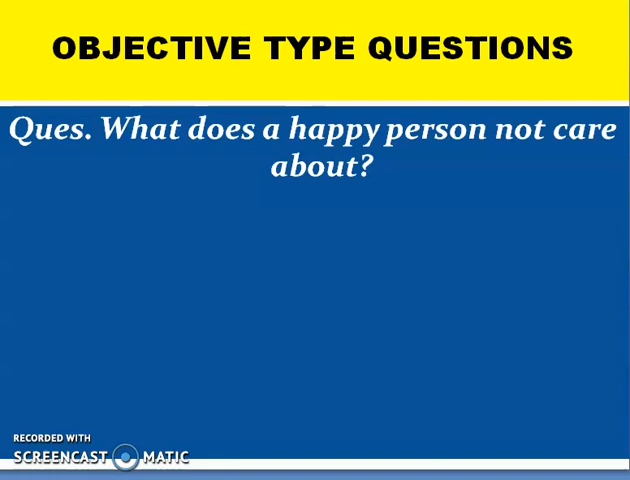 OBJECTIVE TYPE QUESTIONS
Ques. What does a happy person not care
about?
RECORDED WITH
SCREENCAST MATIC